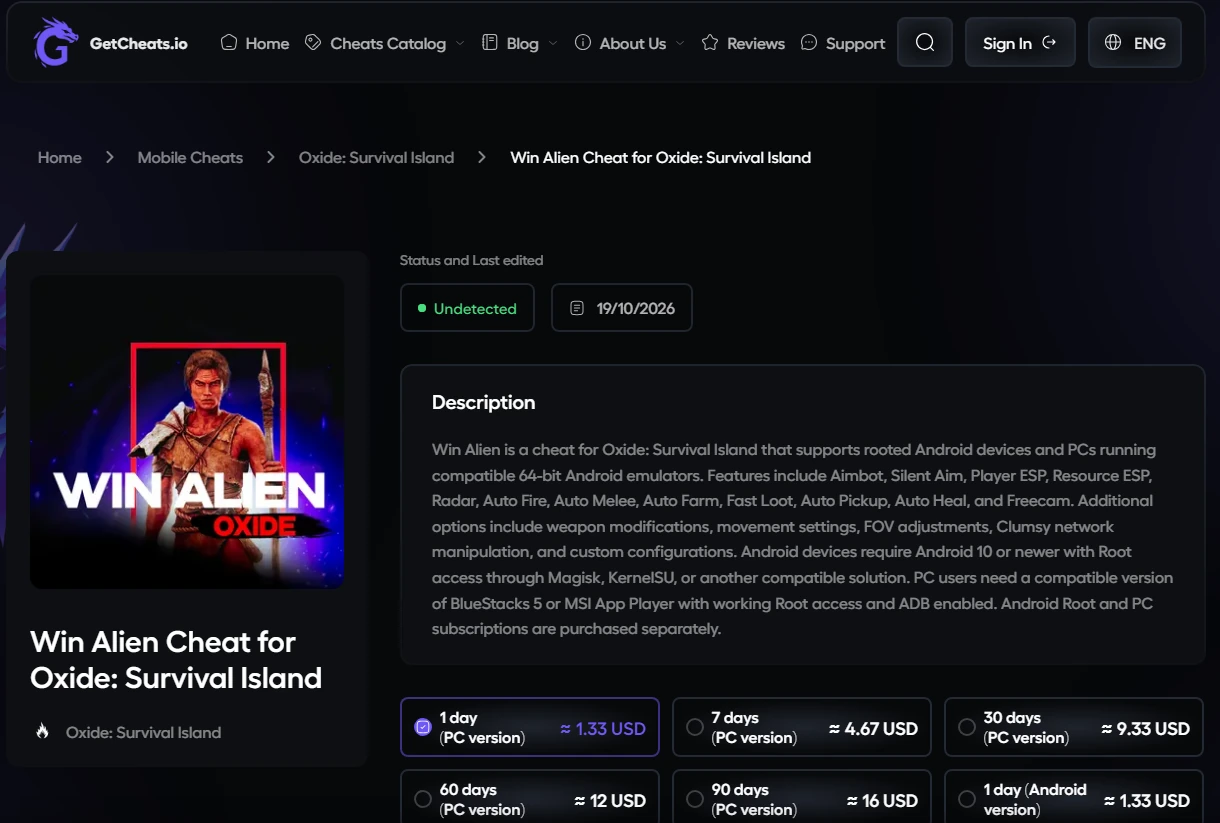 GetCheats.io
Home
Cheats Catalog
Blog
About Us
Reviews
Support
Sign In
ENG
Home
Mobile Cheats
Oxide: Survival Island
Win Alien Cheat for Oxide: Survival Island
Status and Last edited
Undetected
19/10/2026
WIN ALIEN
OXIDE
Win Alien Cheat for
Oxide: Survival Island
Oxide: Survival Island
Description
Win Alien is a cheat for Oxide: Survival Island that supports rooted Android devices and PCs running
compatible 64-bit Android emulators. Features include Aimbot, Silent Aim, Player ESP, Resource ESP,
Radar, Auto Fire, Auto Melee, Auto Farm, Fast Loot, Auto Pickup, Auto Heal, and Freecam. Additional
options include weapon modifications, movement settings, FOV adjustments, Clumsy network
manipulation, and custom configurations. Android devices require Android 10 or newer with Root
access through Magisk, KernelSU, or another compatible solution. PC users need a compatible version
of BlueStacks 5 or MSI App Player with working Root access and ADB enabled. Android Root and PC
subscriptions are purchased separately.
1 day
(PC version)
≈ 1.33 USD
7 days
(PC version)
≈ 4.67 USD
30 days
(PC version)
≈ 9.33 USD
60 days
(PC version)
≈ 12 USD
90 days
(PC version)
≈ 16 USD
1 day (Android
version)
≈ 1.33 USD